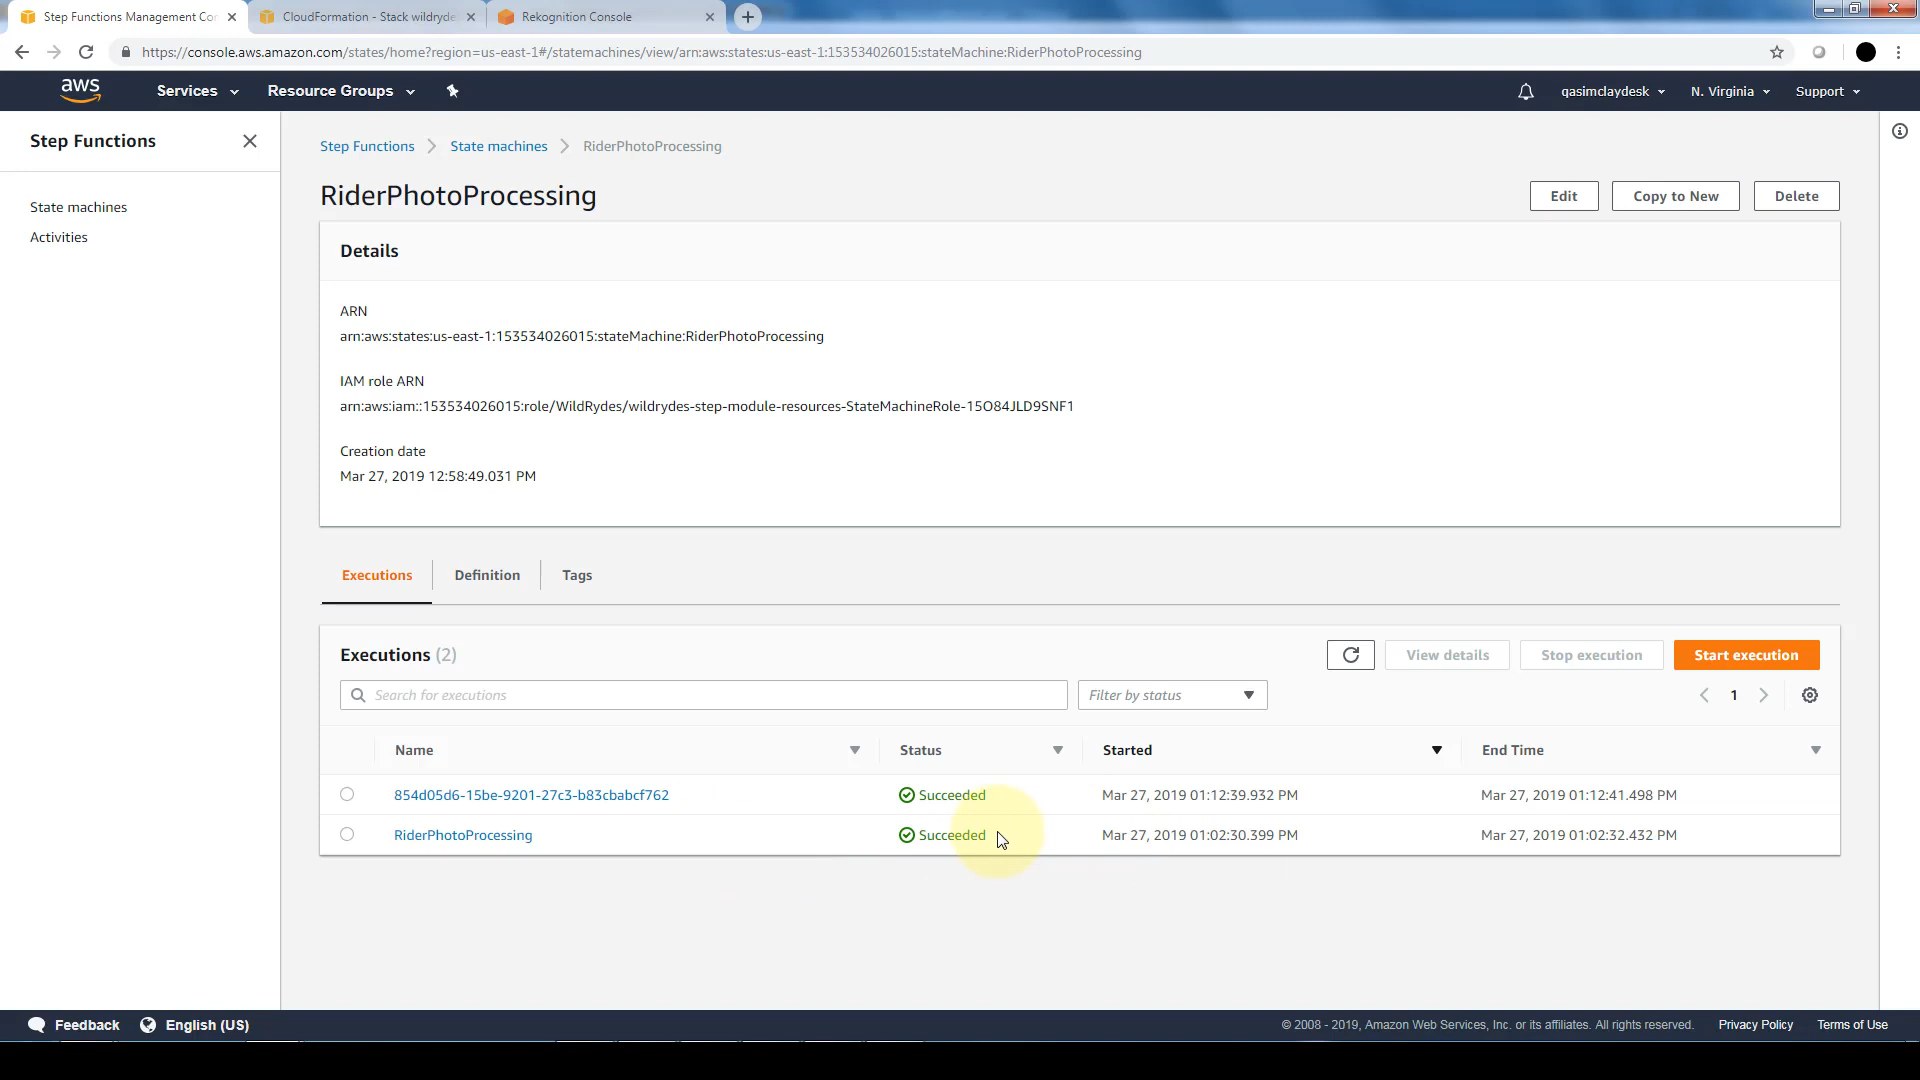 Step Functions Management Co
CloudFormation - Stack wildryde
Rekognition Console
https://console.aws.amazon.com/states/home?region=us-east-1#/statemachines/view/arn:aws:states:us-east-1:153534026015:stateMachine:RiderPhotoProcessing
aws
Services
Resource Groups
qasimclaydesk
N. Virginia
Support
Step Functions
State machines
Activities
Step Functions
State machines
RiderPhotoProcessing
RiderPhotoProcessing
Edit
Copy to New
Delete
Details
ARN
arn:aws:states:us-east-1:153534026015:stateMachine:RiderPhotoProcessing
IAM role ARN
arn:aws:iam::153534026015:role/WildRydes/wildrydes-step-module-resources-StateMachineRole-15O84JLD9SNF1
Creation date
Mar 27, 2019 12:58:49.031 PM
Executions
Definition
Tags
Executions (2)
View details
Stop execution
Start execution
Search for executions
Filter by status
1
Name
Status
Started
End Time
854d05d6-15be-9201-27c3-b83cbabcf762
Succeeded
Mar 27, 2019 01:12:39.932 PM
Mar 27, 2019 01:12:41.498 PM
RiderPhotoProcessing
Succeeded
Mar 27, 2019 01:02:30.399 PM
Mar 27, 2019 01:02:32.432 PM
Feedback
English (US)
© 2008 - 2019, Amazon Web Services, Inc. or its affiliates. All rights reserved.
Privacy Policy
Terms of Use